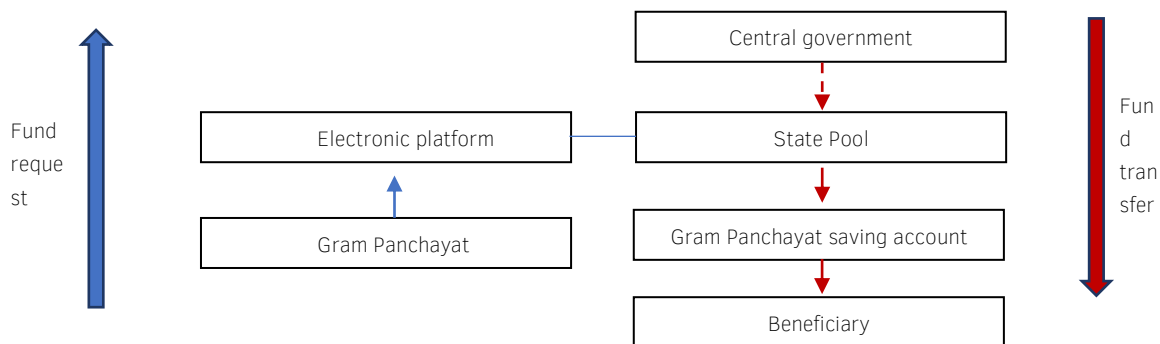 Central government
Fund
reque
st
Electronic platform
State Pool
Fun
d
tran
sfer
Gram Panchayat
Gram Panchayat saving account
Beneficiary